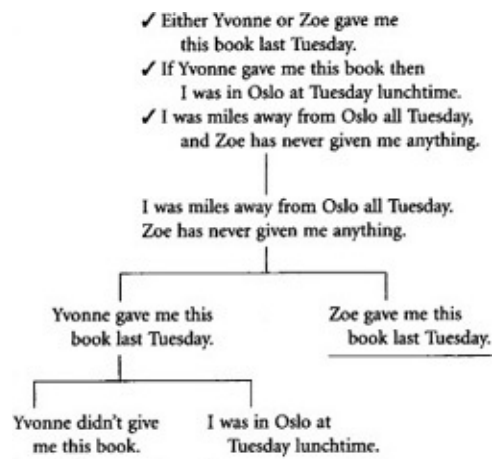 ✓ Either Yvonne or Zoe gave me
this book last Tuesday.
✓ If Yvonne gave me this book then
I was in Oslo at Tuesday lunchtime.
✓ I was miles away from Oslo all Tuesday,
and Zoe has never given me anything.
I was miles away from Oslo all Tuesday.
Zoe has never given me anything.
Yvonne gave me this
book last Tuesday.
Zoe gave me this
book last Tuesday.
Yvonne didn't give
me this book.
I was in Oslo at
Tuesday lunchtime.